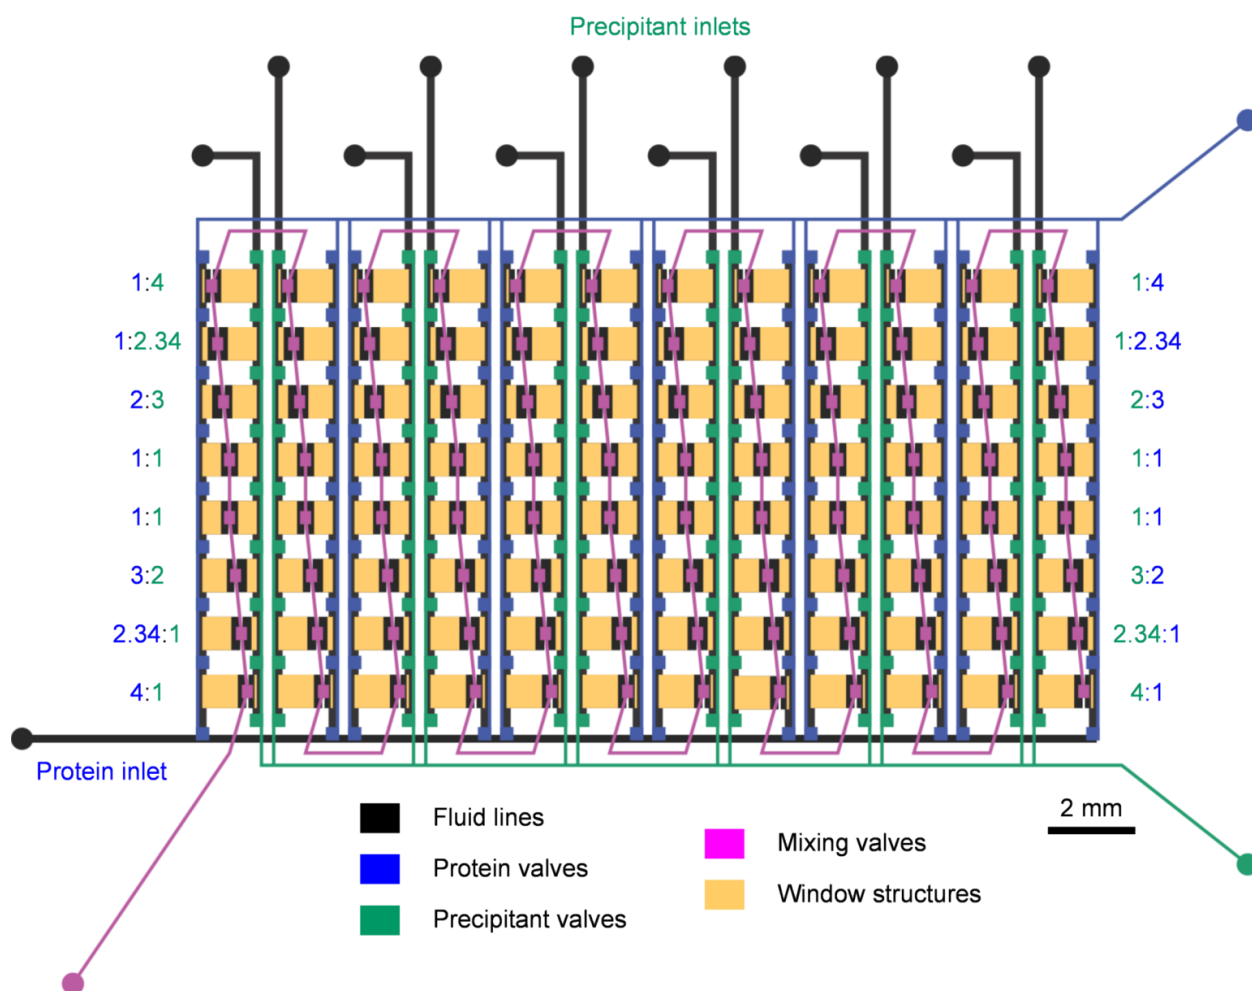 Precipitant inlets
1:4
1:4
1:2.34
1:2.34
2:3
2:3
1:1
1:1
1:1
1:1
3:2
3:2
2.34:1
2.34:1
4:1
4:1
Protein inlet
2 mm
Fluid lines
Mixing valves
Protein valves
Window structures
Precipitant valves